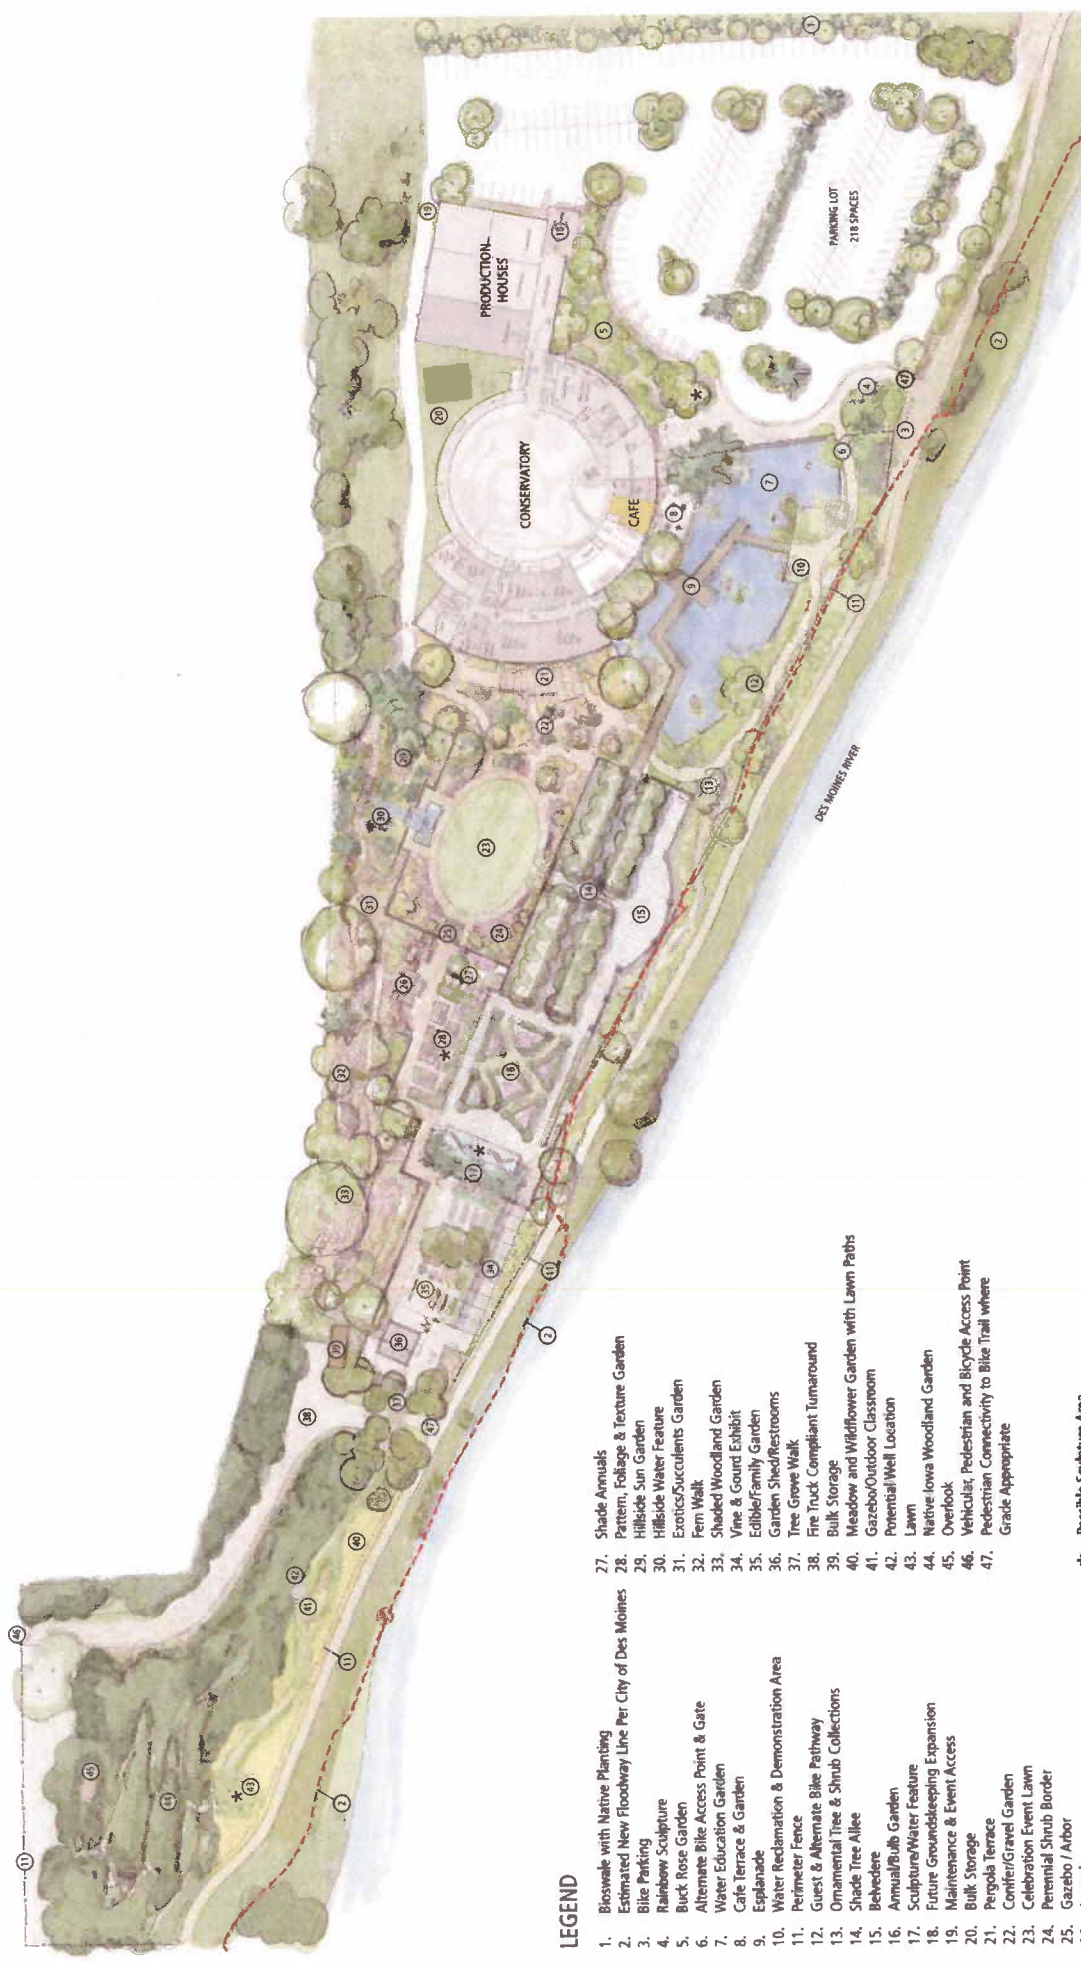 PRODUCTION
HOUSES
CONSERVATORY
CAFE
PARKING LOT
218 SPACES
DES MOINES RIVER
LEGEND
1. Bioswale with Native Planting
2. Estimated New Floodway Line Per City of Des Moines
3. Bike Parking
4. Rainbow Sculpture
5. Buck Rose Garden
6. Alternate Bike Access Point & Gate
7. Water Education Garden
8. Cafe Terrace & Garden
9. Esplanade
10. Water Reclamation & Demonstration Area
11. Perimeter Fence
12. Guest & Alternate Bike Pathway
13. Ornamental Tree & Shrub Collections
14. Shade Tree Allee
15. Belvedere
16. Annual/Bulb Garden
17. Sculpture/Water Feature
18. Future Groundskeeping Expansion
19. Maintenance & Event Access
20. Bulk Storage
21. Pergola Terrace
22. Conifer/Gravel Garden
23. Celebration Event Lawn
24. Perennial Shrub Border
25. Gazebo / Arbor
27. Shade Annuals
28. Pattern, Foliage & Texture Garden
29. Hillside Sun Garden
30. Hillside Water Feature
31. Exotics/Succulents Garden
32. Fern Walk
33. Shaded Woodland Garden
34. Vine & Gourd Exhibit
35. Edible/Family Garden
36. Garden Shed/Restrooms
37. Tree Grove Walk
38. Fire Truck Compliant Turnaround
39. Bulk Storage
40. Meadow and Wildflower Garden with Lawn Paths
41. Gazebo/Outdoor Classroom
42. Potential Well Location
43. Lawn
44. Native Iowa Woodland Garden
45. Overlook
46. Vehicular, Pedestrian and Bicycle Access Point
47. Pedestrian Connectivity to Bike Trail where
Grade Appropriate
* Possible Sculpture Area